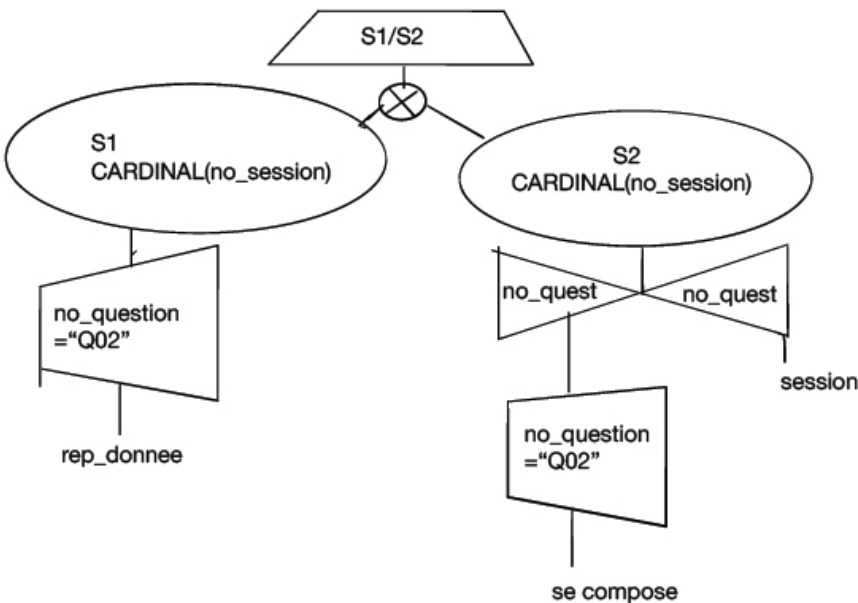 S1/S2
S1
CARDINAL(no_session)
S2
CARDINAL(no_session)
no_question
=“Q02”
rep_donnee
no_quest
no_quest
session
no_question
=“Q02”
se compose